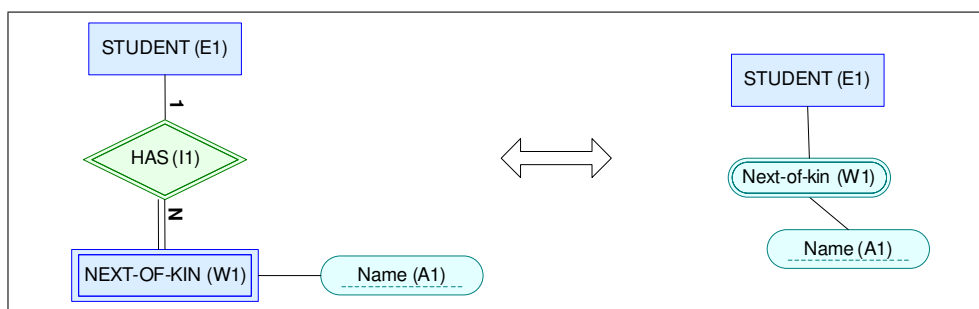 STUDENT (E1)
1
HAS (I1)
N
NEXT-OF-KIN (W1)
Name (A1)
STUDENT (E1)
Next-of-kin (W1)
Name (A1)